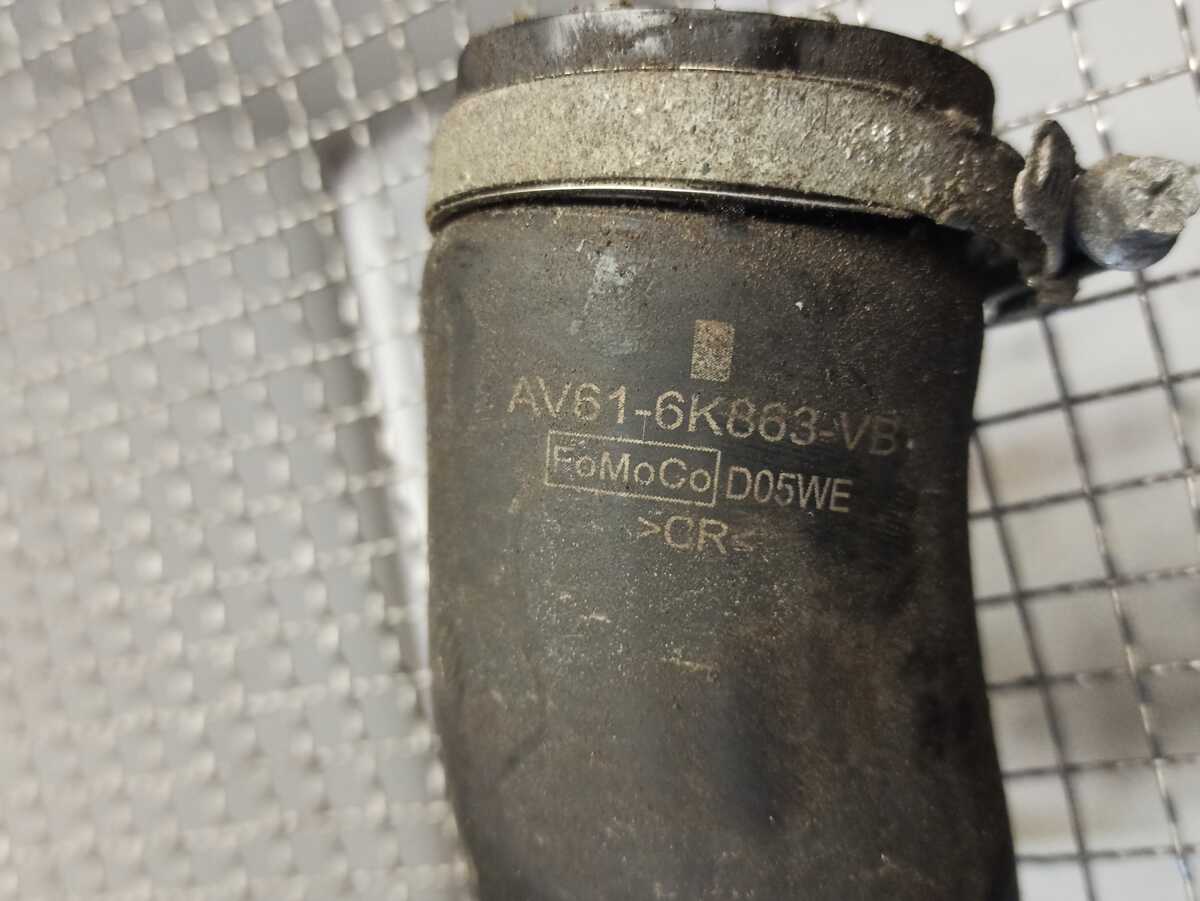 AV61-6K863-VB
FoMoCo D05WE
>CR<